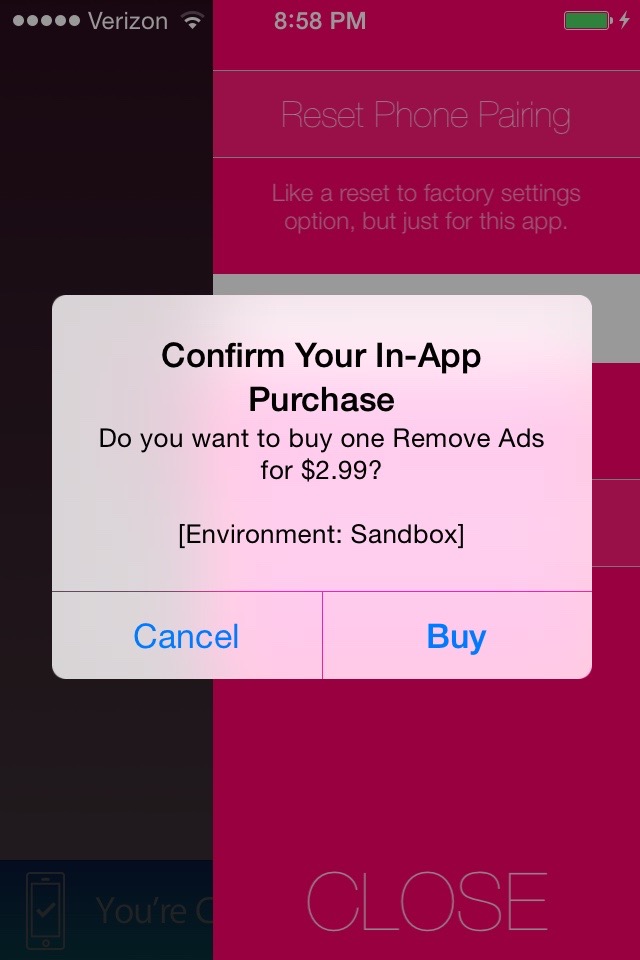 Verizon 8:58 PM
Reset Phone Pairing
Like a reset to factory settings
option, but just for this app.
Confirm Your In-App
Purchase
Do you want to buy one Remove Ads
for $2.99?
[Environment: Sandbox]
Cancel Buy
You're C
CLOSE